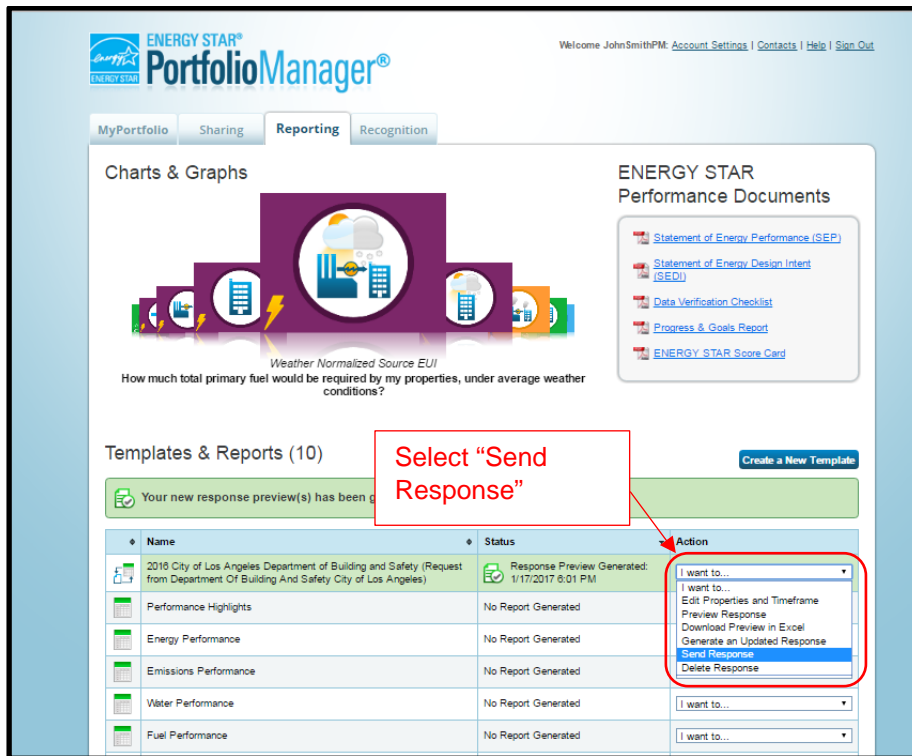 ENERGY STAR®
PortfolioManager®
energy
ENERGY STAR
Welcome JohnSmithPM: Account Settings | Contacts | Help | Sign Out
MyPortfolio
Sharing
Reporting
Recognition
Charts & Graphs
Weather Normalized Source EUI
How much total primary fuel would be required by my properties, under average weather
conditions?
ENERGY STAR
Performance Documents
Statement of Energy Performance (SEP)
Statement of Energy Design Intent
(SEDI)
Data Verification Checklist
Progress & Goals Report
ENERGY STAR Score Card
Templates & Reports (10)
Select “Send
Response”
Create a New Template
Your new response preview(s) has been g
Name
Status
Action
2016 City of Los Angeles Department of Building and Safety (Request
from Department Of Building And Safety City of Los Angeles)
Response Preview Generated:
1/17/2017 6:01 PM
I want to...
I want to...
Edit Properties and Timeframe
Preview Response
Download Preview in Excel
Generate an Updated Response
Send Response
Delete Response
Performance Highlights
No Report Generated
Energy Performance
No Report Generated
Emissions Performance
No Report Generated
Water Performance
No Report Generated
I want to...
Fuel Performance
No Report Generated
I want to...